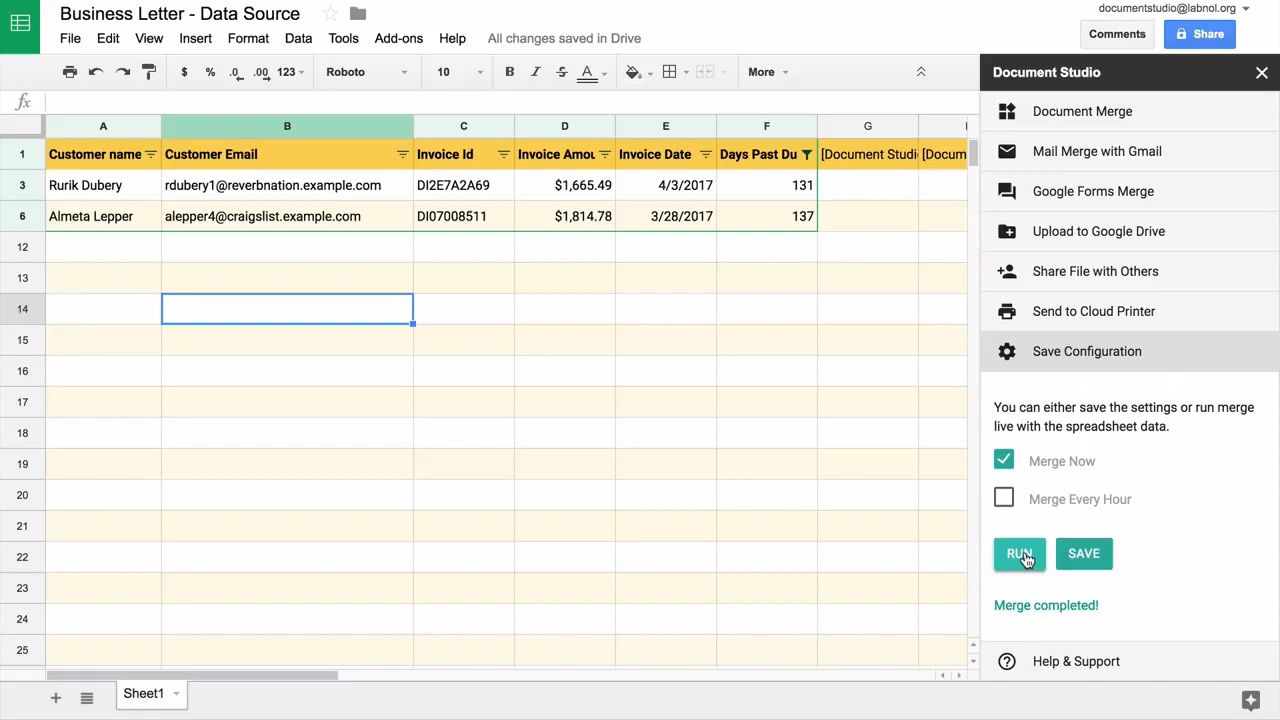 Business Letter - Data Source
documentstudio@labnol.org
File Edit View Insert Format Data Tools Add-ons Help All changes saved in Drive
Comments Share
$ % .0 .00 123 Roboto 10 B I S A More
Document Studio
fx
A B C D E F G
1 Customer name Customer Email Invoice Id Invoice Amou Invoice Date Days Past Du [Document Studi [Docum
3 Rurik Dubery rdubery1@reverbnation.example.com DI2E7A2A69 $1,665.49 4/3/2017 131
6 Almeta Lepper alepper4@craigslist.example.com DI07008511 $1,814.78 3/28/2017 137
12
13
14
15
16
17
18
19
20
21
22
23
24
25
Document Merge
Mail Merge with Gmail
Google Forms Merge
Upload to Google Drive
Share File with Others
Send to Cloud Printer
Save Configuration
You can either save the settings or run merge
live with the spreadsheet data.
Merge Now
Merge Every Hour
RUN SAVE
Merge completed!
Help & Support
Sheet1